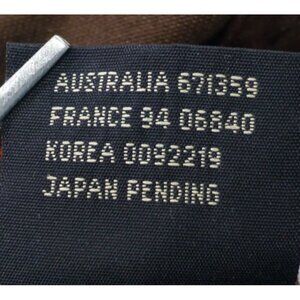 AUSTRALIA 671359
FRANCE 94 06840
KOREA 0092219
JAPAN PENDING